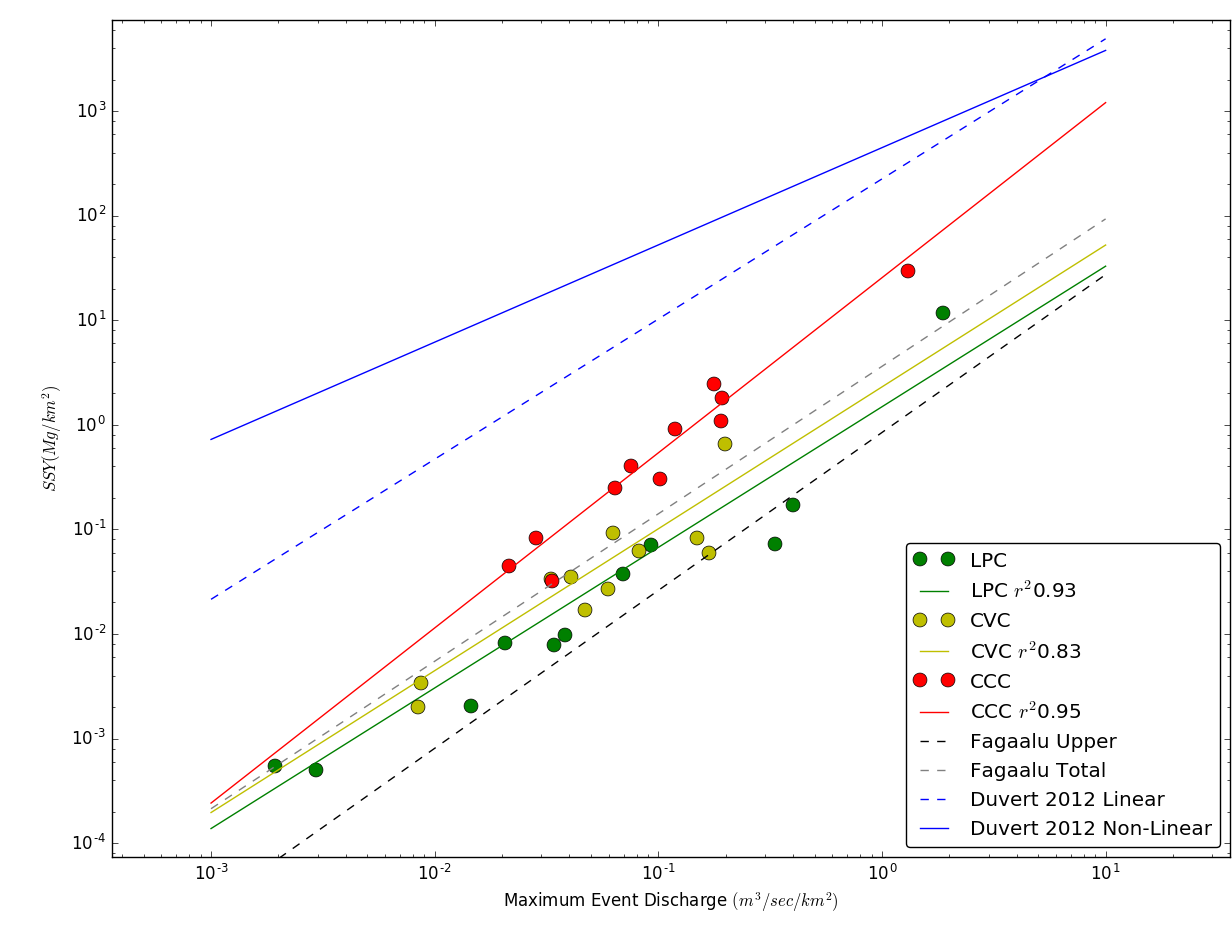 SSY(Mg/km²)
10³
10²
10¹
10⁰
10⁻¹
10⁻²
10⁻³
10⁻⁴
10⁻³ 10⁻² 10⁻¹ 10⁰ 10¹
Maximum Event Discharge (m³/sec/km²)
LPC
LPC r²0.93
CVC
CVC r²0.83
CCC
CCC r²0.95
Fagaalu Upper
Fagaalu Total
Duvert 2012 Linear
Duvert 2012 Non-Linear